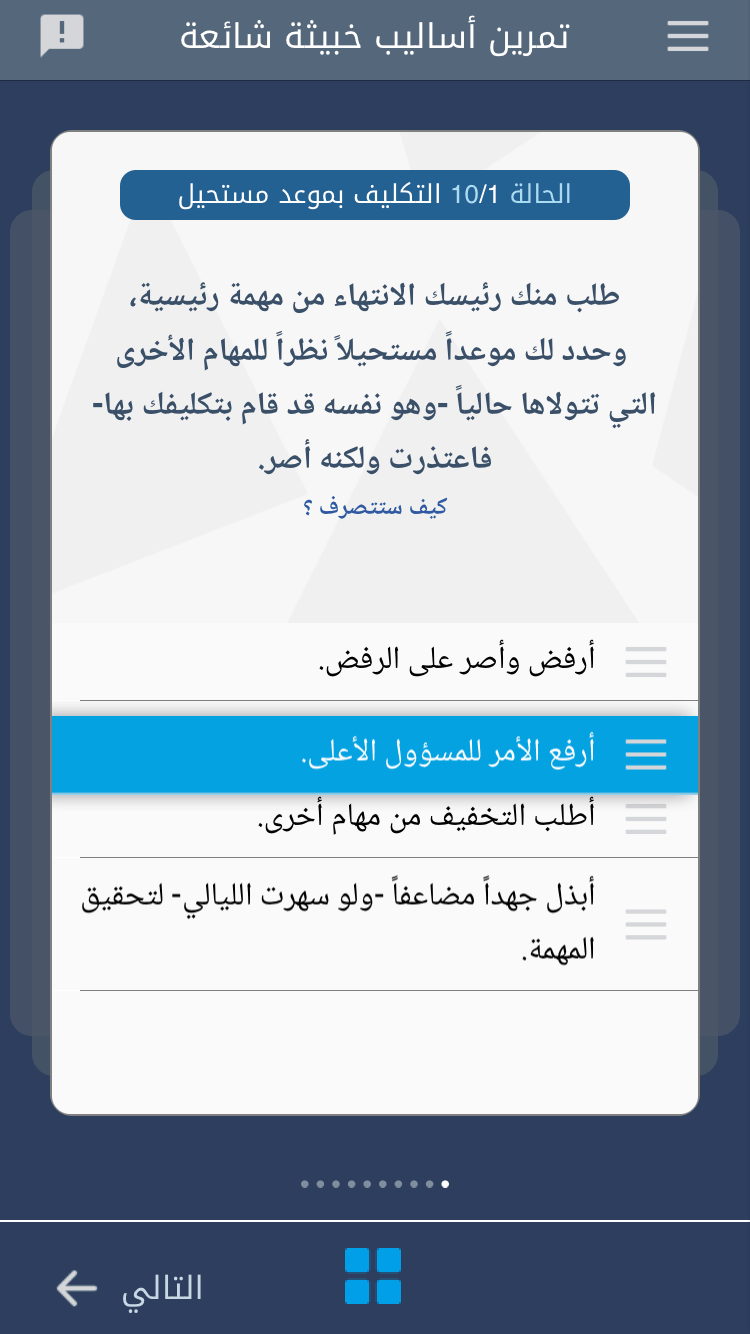 تمرين أساليب خبيثة شائعة
الحالة 10/1 التكليف بموعد مستحيل
طلب منك رئيسك الانتهاء من مهمة رئيسية،
وحدد لك موعداً مستحيلاً نظراً للمهام الأخرى
التي تتولاها حالياً -وهو نفسه قد قام بتكليفك بها-
فاعتذرت ولكنه أصر.
كيف ستتصرف ؟
أرفض وأصر على الرفض.
أرفع الأمر للمسؤول الأعلى.
أطلب التخفيف من مهام أخرى.
أبذل جهداً مضاعفاً -ولو سهرت الليالي- لتحقيق
المهمة.
التالي